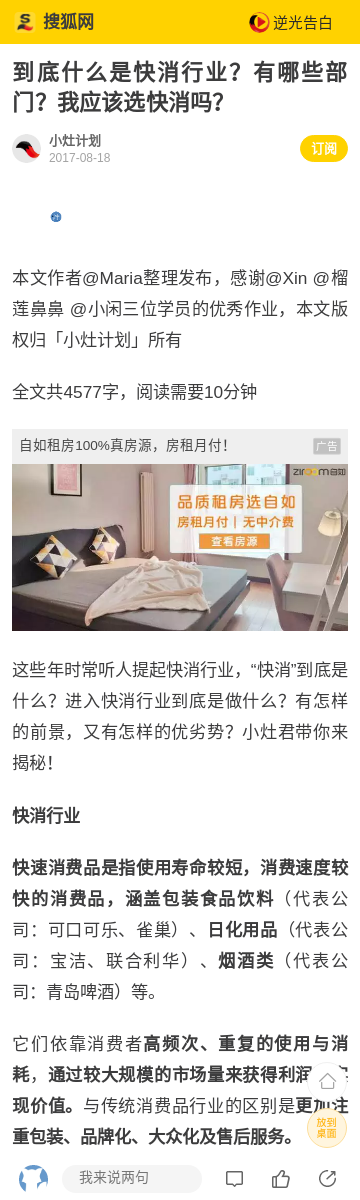 搜狐网
逆光告白
到底什么是快消行业？有哪些部
门？我应该选快消吗？
小灶计划
2017-08-18
订阅
本文作者@Maria整理发布，感谢@Xin @榴
莲鼻鼻 @小闲三位学员的优秀作业，本文版
权归「小灶计划」所有
全文共4577字，阅读需要10分钟
自如租房100%真房源，房租月付！
广告
ziroom自如
品质租房选自如
房租月付 | 无中介费
查看房源
这些年时常听人提起快消行业，“快消”到底是
什么？进入快消行业到底是做什么？有怎样
的前景，又有怎样的优劣势？小灶君带你来
揭秘！
快消行业
快速消费品是指使用寿命较短，消费速度较
快的消费品，涵盖包装食品饮料（代表公
司：可口可乐、雀巢）、日化用品（代表公
司：宝洁、联合利华）、烟酒类（代表公
司：青岛啤酒）等。
它们依靠消费者高频次、重复的使用与消
耗，通过较大规模的市场量来获得利润
现价值。与传统消费品行业的区别是更加注
重包装、品牌化、大众化及售后服务。
放到
桌面
我来说两句